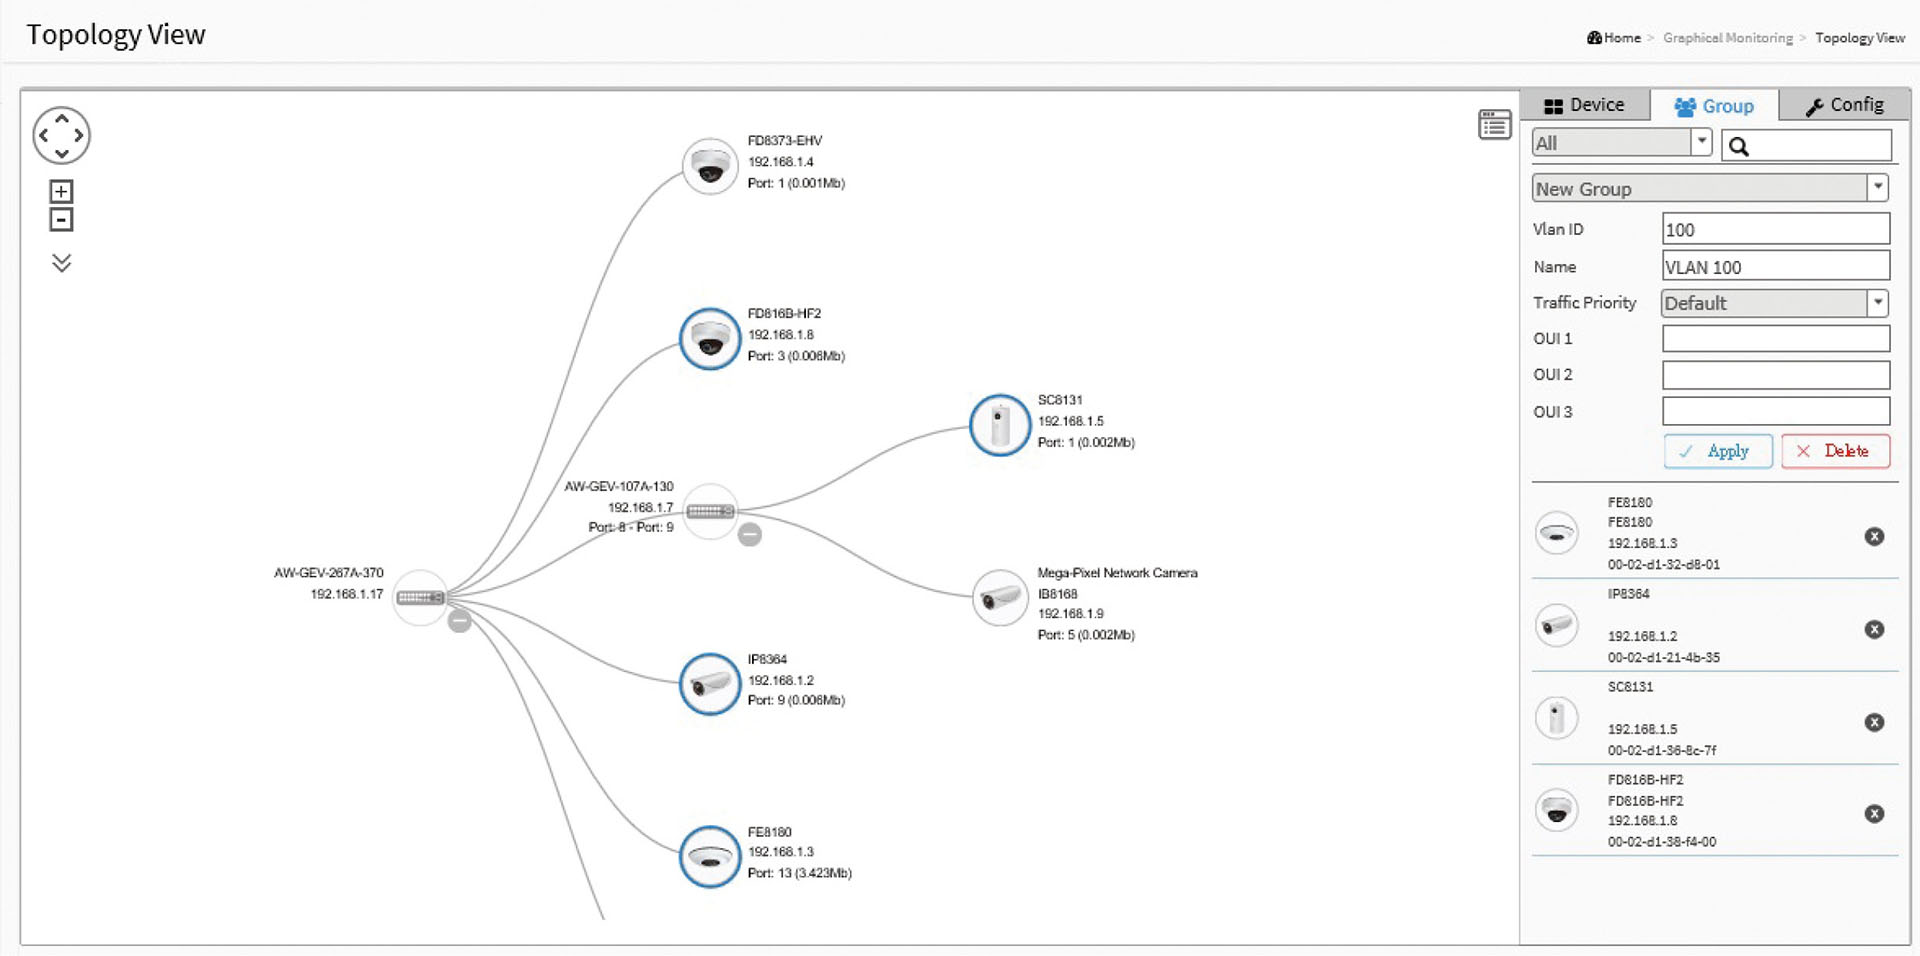 Topology View
Home > Graphical Monitoring > Topology View
FD8373-EHV
192.168.1.4
Port: 1 (0.001Mb)
FD816B-HF2
192.168.1.8
Port: 3 (0.006Mb)
SC8131
192.168.1.5
Port: 1 (0.002Mb)
AW-GEV-107A-130
192.168.1.7
Port: 8 - Port: 9
AW-GEV-267A-370
192.168.1.17
Mega-Pixel Network Camera
IB8168
192.168.1.9
Port: 5 (0.002Mb)
IP8364
192.168.1.2
Port: 9 (0.006Mb)
FE8180
192.168.1.3
Port: 13 (3.423Mb)
Device
Group
Config
All
New Group
Vlan ID
100
Name
VLAN 100
Traffic Priority
Default
OUI 1
OUI 2
OUI 3
Apply
Delete
FE8180
FE8180
192.168.1.3
00-02-d1-32-d8-01
IP8364
192.168.1.2
00-02-d1-21-4b-35
SC8131
192.168.1.5
00-02-d1-36-8c-7f
FD816B-HF2
FD816B-HF2
192.168.1.8
00-02-d1-38-f4-00